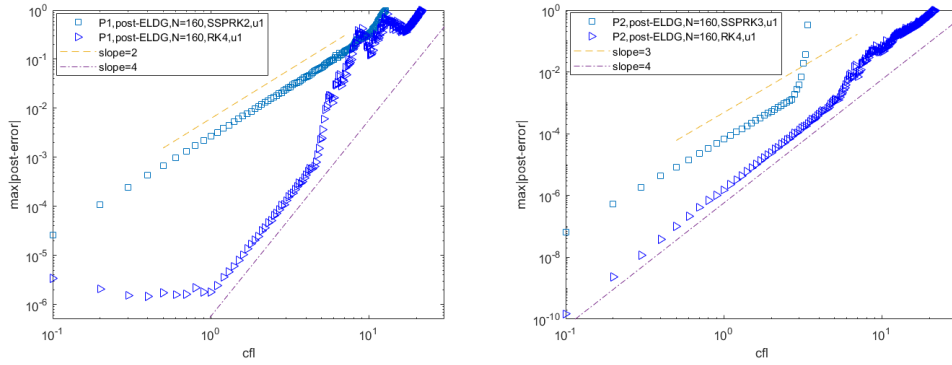 P1,post-ELDG,N=160,SSPRK2,u1
P1,post-ELDG,N=160,RK4,u1
slope=2
slope=4
max|post-error|
10^0
10^-1
10^-2
10^-3
10^-4
10^-5
10^-6
10^-1
10^0
10^1
cfl
P2,post-ELDG,N=160,SSPRK3,u1
P2,post-ELDG,N=160,RK4,u1
slope=3
slope=4
max|post-error|
10^0
10^-2
10^-4
10^-6
10^-8
10^-10
10^-1
10^0
10^1
cfl